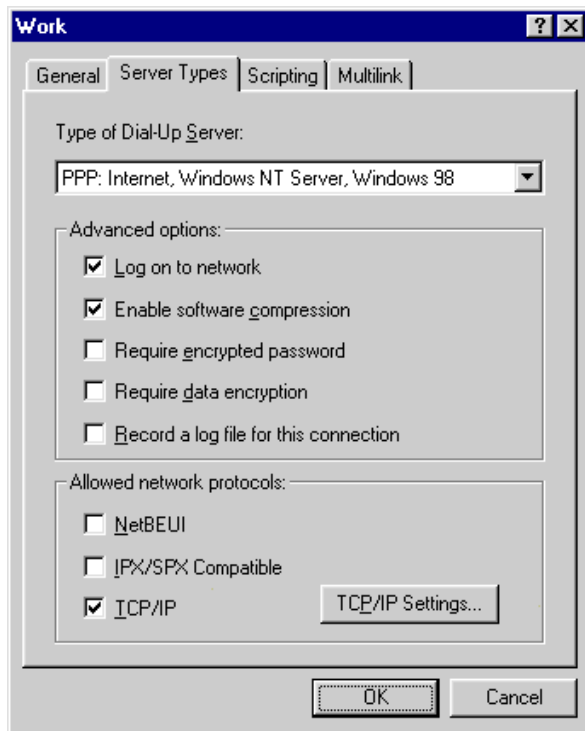 Work
General Server Types Scripting Multilink
Type of Dial-Up Server:
PPP: Internet, Windows NT Server, Windows 98
Advanced options:
Log on to network
Enable software compression
Require encrypted password
Require data encryption
Record a log file for this connection
Allowed network protocols:
NetBEUI
IPX/SPX Compatible
TCP/IP TCP/IP Settings...
OK Cancel